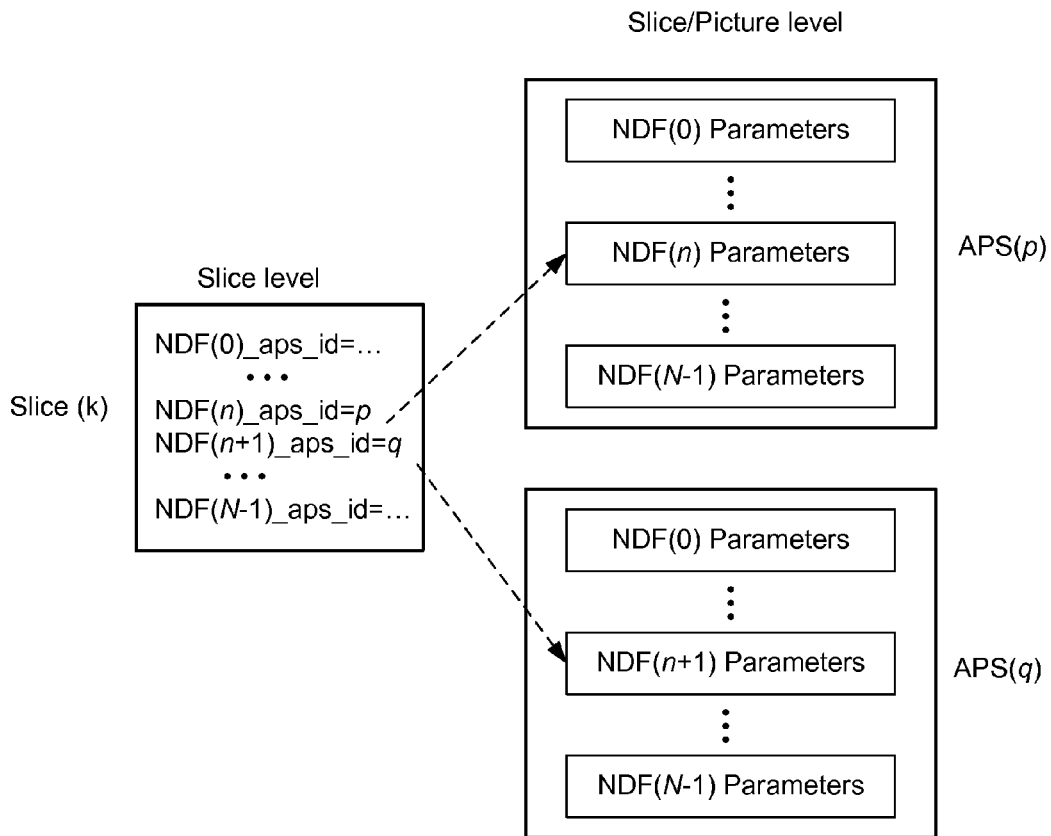 Slice/Picture level
NDF(0) Parameters
NDF(n) Parameters
NDF(N-1) Parameters
APS(p)
Slice level
NDF(0)_aps_id=…
• • •
NDF(n)_aps_id=p
NDF(n+1)_aps_id=q
• • •
NDF(N-1)_aps_id=…
Slice (k)
NDF(0) Parameters
NDF(n+1) Parameters
NDF(N-1) Parameters
APS(q)